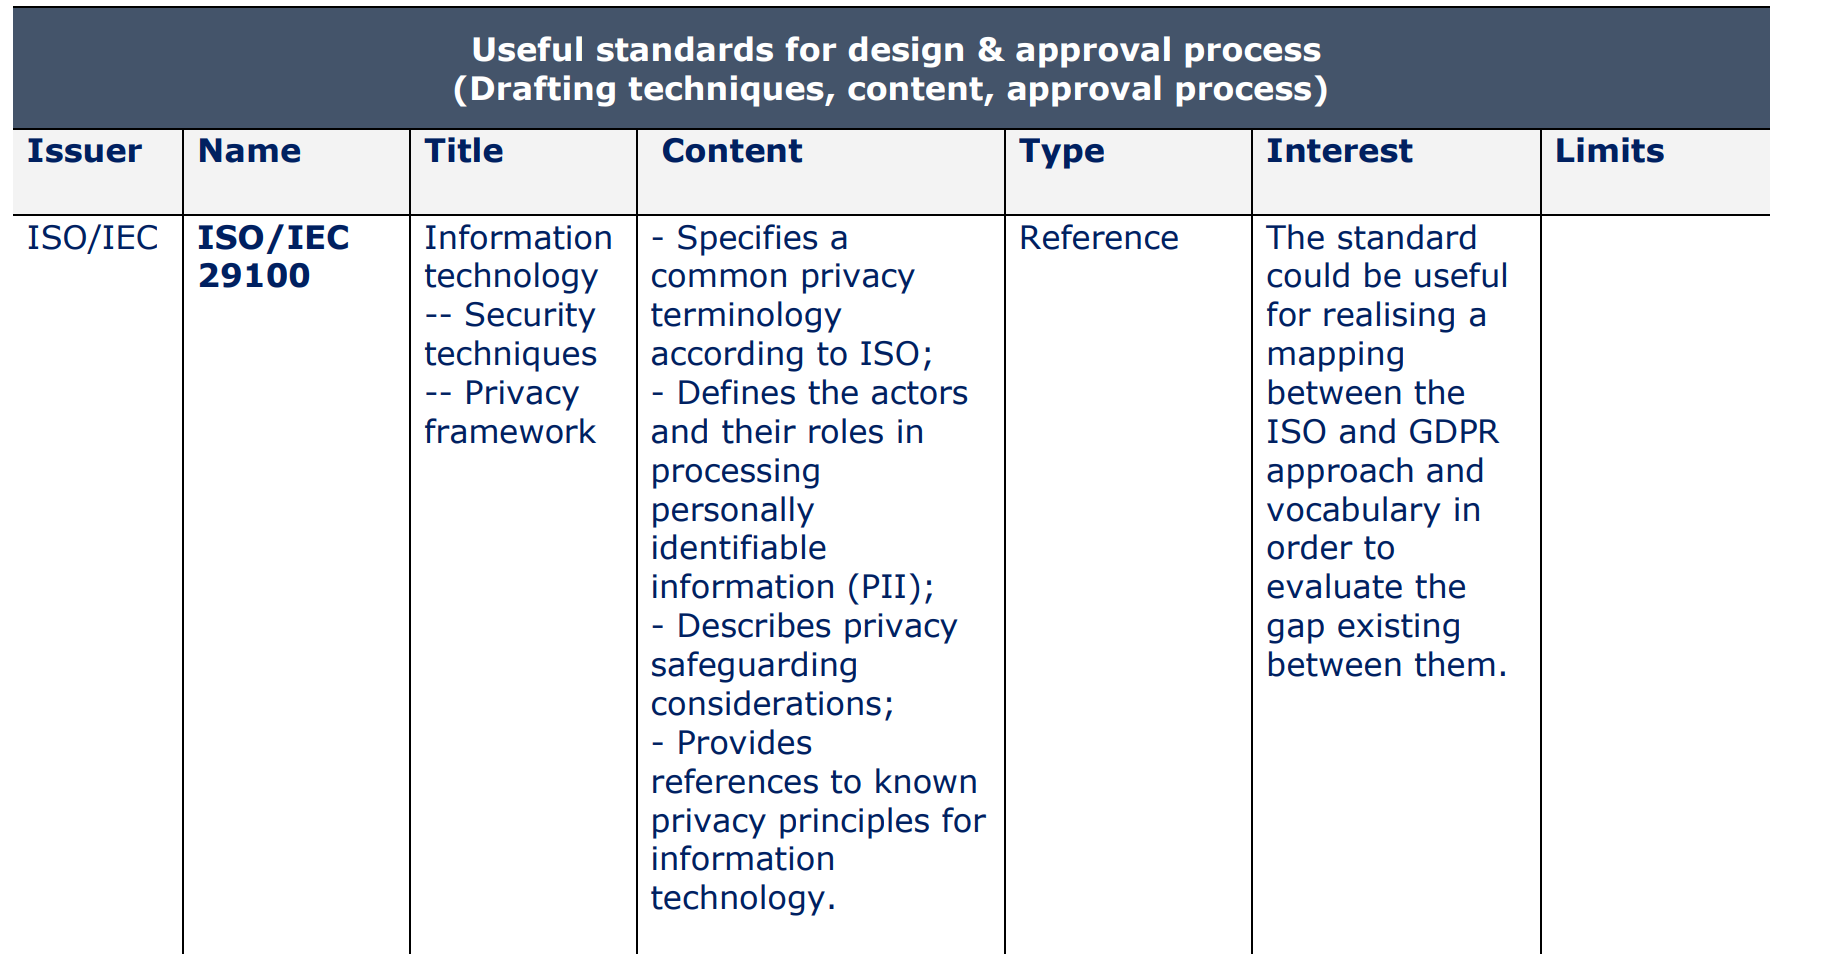 Useful standards for design & approval process
(Drafting techniques, content, approval process)
Issuer
Name
Title
Content
Type
Interest
Limits
ISO/IEC
ISO/IEC
29100
Information
technology
-- Security
techniques
-- Privacy
framework
- Specifies a
common privacy
terminology
according to ISO;
- Defines the actors
and their roles in
processing
personally
identifiable
information (PII);
- Describes privacy
safeguarding
considerations;
- Provides
references to known
privacy principles for
information
technology.
Reference
The standard
could be useful
for realising a
mapping
between the
ISO and GDPR
approach and
vocabulary in
order to
evaluate the
gap existing
between them.